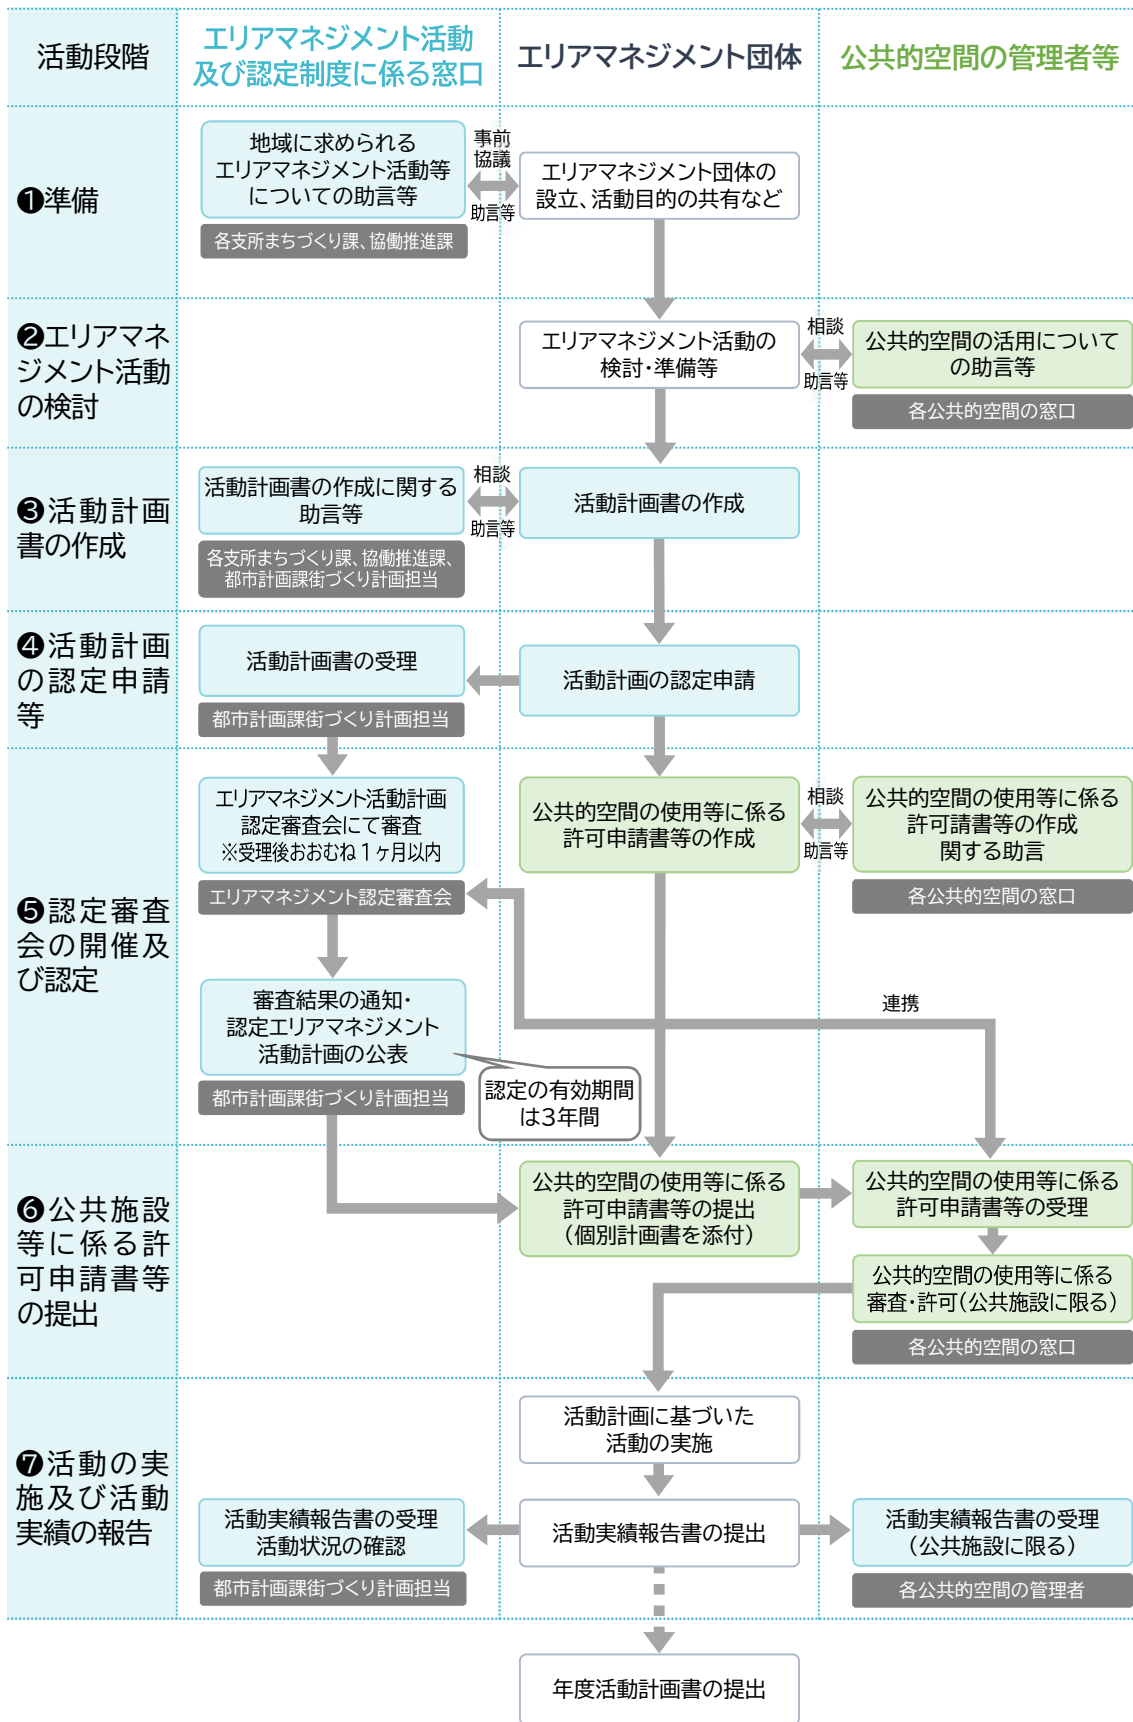 活動段階
エリアマネジメント活動
及び認定制度に係る窓口
エリアマネジメント団体
公共的空間の管理者等
❶準備
地域に求められる
エリアマネジメント活動等
についての助言等
各支所まちづくり課、協働推進課
事前
協議
助言等
エリアマネジメント団体の
設立、活動目的の共有など
❷エリアマネ
ジメント活動
の検討
エリアマネジメント活動の
検討・準備等
相談
助言等
公共的空間の活用について
の助言等
各公共的空間の窓口
❸活動計画
書の作成
活動計画書の作成に関する
助言等
各支所まちづくり課、協働推進課、
都市計画課街づくり計画担当
相談
助言等
活動計画書の作成
❹活動計画
の認定申請
等
活動計画書の受理
都市計画課街づくり計画担当
活動計画の認定申請
❺認定審査
会の開催及
び認定
エリアマネジメント活動計画
認定審査会にて審査
※受理後おおむね1ヶ月以内
エリアマネジメント認定審査会
公共的空間の使用等に係る
許可申請書等の作成
相談
助言等
公共的空間の使用等に係る
許可請書等の作成
関する助言
各公共的空間の窓口
連携
審査結果の通知・
認定エリアマネジメント
活動計画の公表
都市計画課街づくり計画担当
認定の有効期間
は3年間
❻公共施設
等に係る許
可申請書等
の提出
公共的空間の使用等に係る
許可申請書等の提出
（個別計画書を添付）
公共的空間の使用等に係る
許可申請書等の受理
公共的空間の使用等に係る
審査・許可（公共施設に限る）
各公共的空間の窓口
❼活動の実
施及び活動
実績の報告
活動計画に基づいた
活動の実施
活動実績報告書の受理
活動状況の確認
都市計画課街づくり計画担当
活動実績報告書の提出
活動実績報告書の受理
（公共施設に限る）
各公共的空間の管理者
年度活動計画書の提出